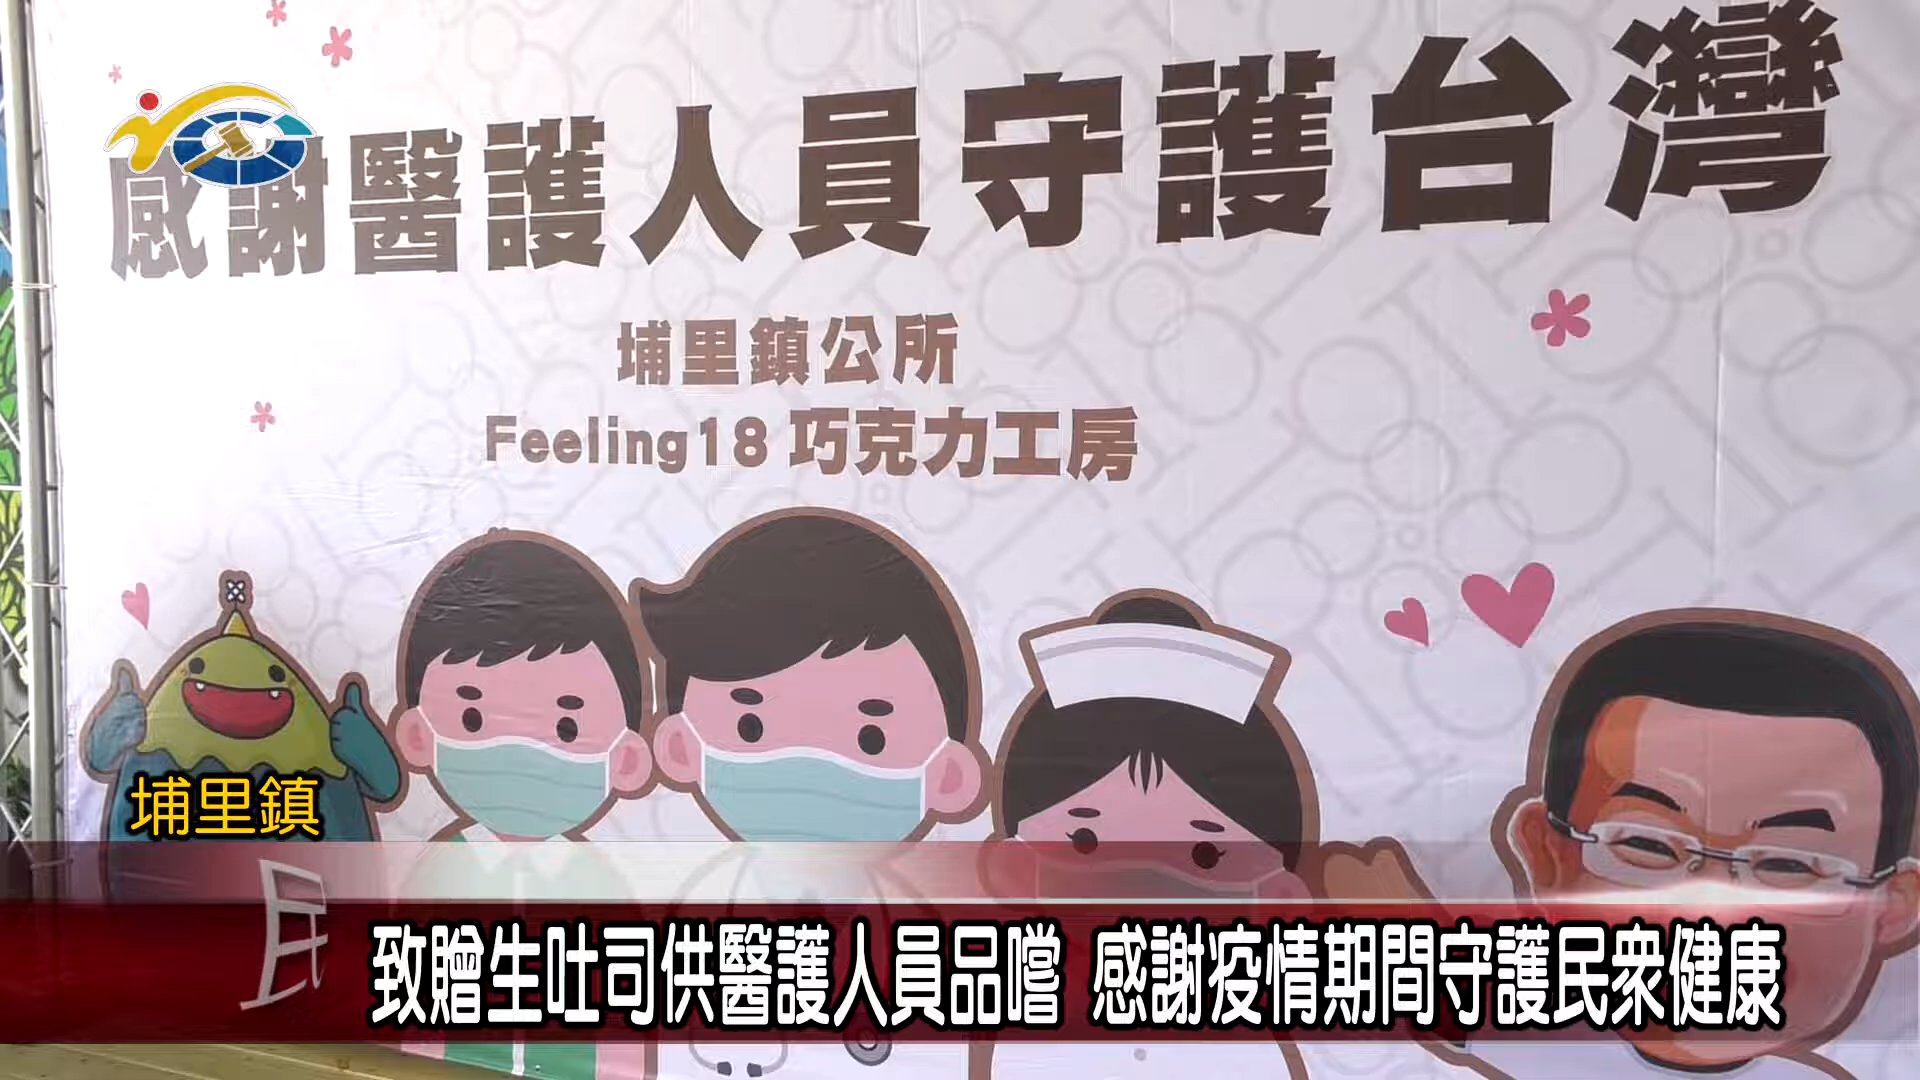 感謝醫護人員守護台灣
埔里鎮公所
Feeling18 巧克力工房
埔里鎮
民
致贈生吐司供醫護人員品嚐 感謝疫情期間守護民眾健康